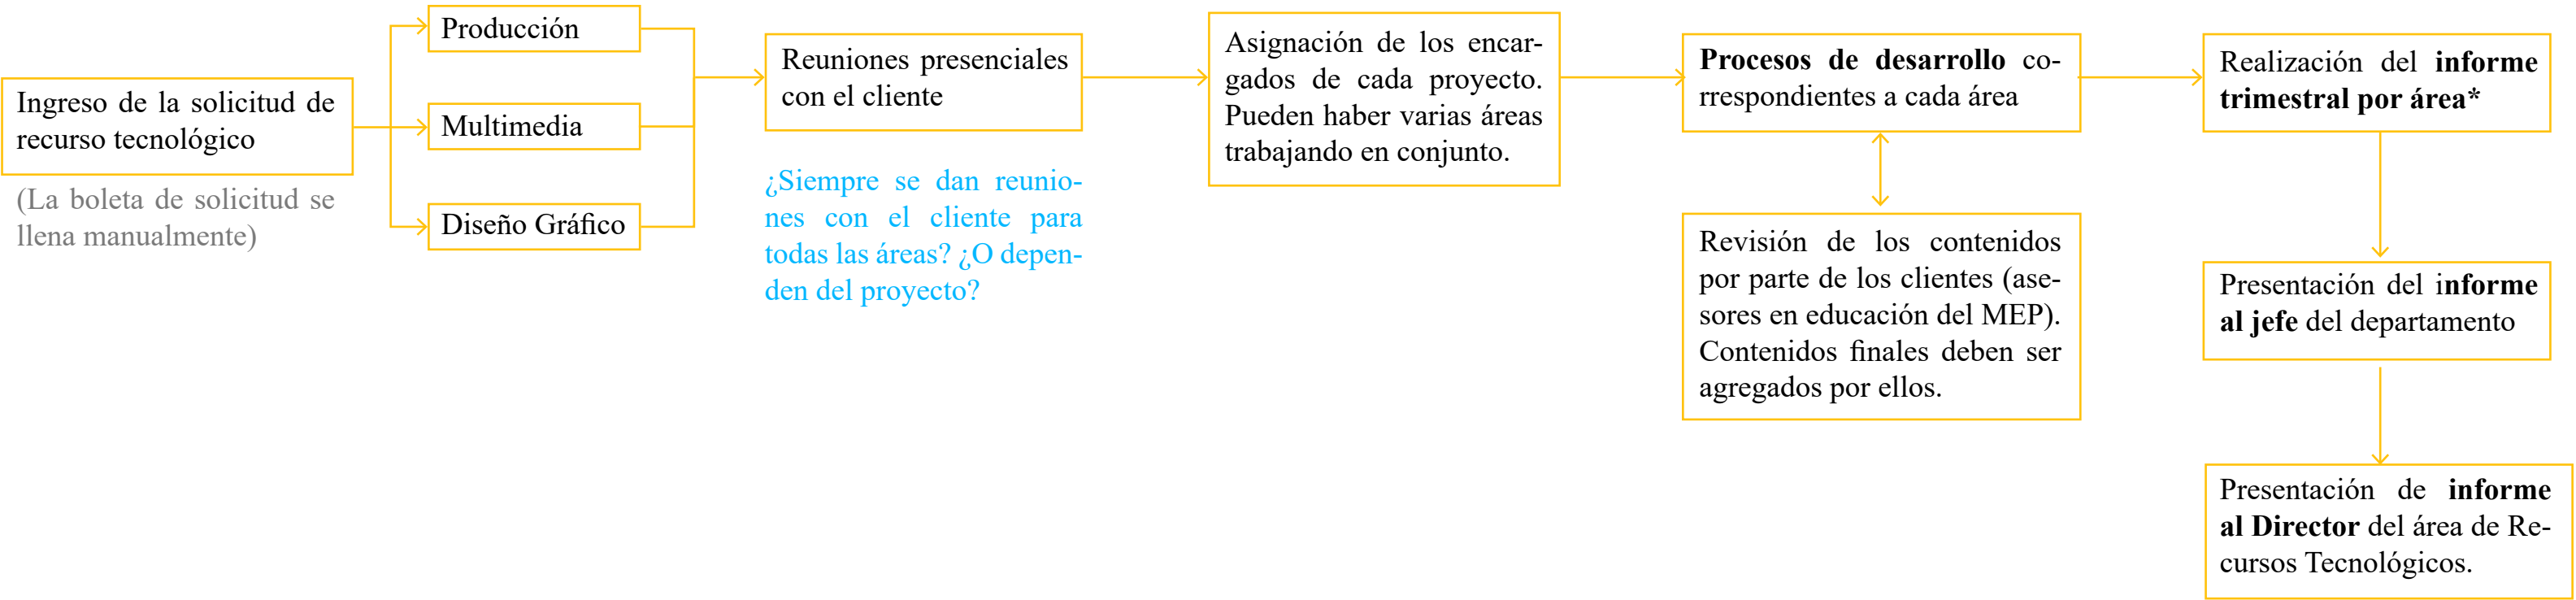 Ingreso de la solicitud de
recurso tecnológico
(La boleta de solicitud se
llena manualmente)
Producción
Multimedia
Diseño Gráfico
Reuniones presenciales
con el cliente
¿Siempre se dan reunio-
nes con el cliente para
todas las áreas? ¿O depen-
den del proyecto?
Asignación de los encar-
gados de cada proyecto.
Pueden haber varias áreas
trabajando en conjunto.
Procesos de desarrollo co-
rrespondientes a cada área
Revisión de los contenidos
por parte de los clientes (ase-
sores en educación del MEP).
Contenidos finales deben ser
agregados por ellos.
Realización del informe
trimestral por área*
Presentación del informe
al jefe del departamento
Presentación de informe
al Director del área de Re-
cursos Tecnológicos.